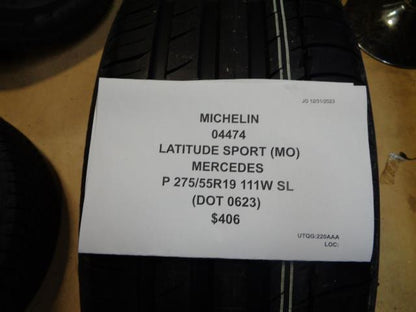 JG 12/31/2023
MICHELIN
04474
LATITUDE SPORT (MO)
MERCEDES
P 275/55R19 111W SL
(DOT 0623)
$406
UTQG:220AAA
LOC: